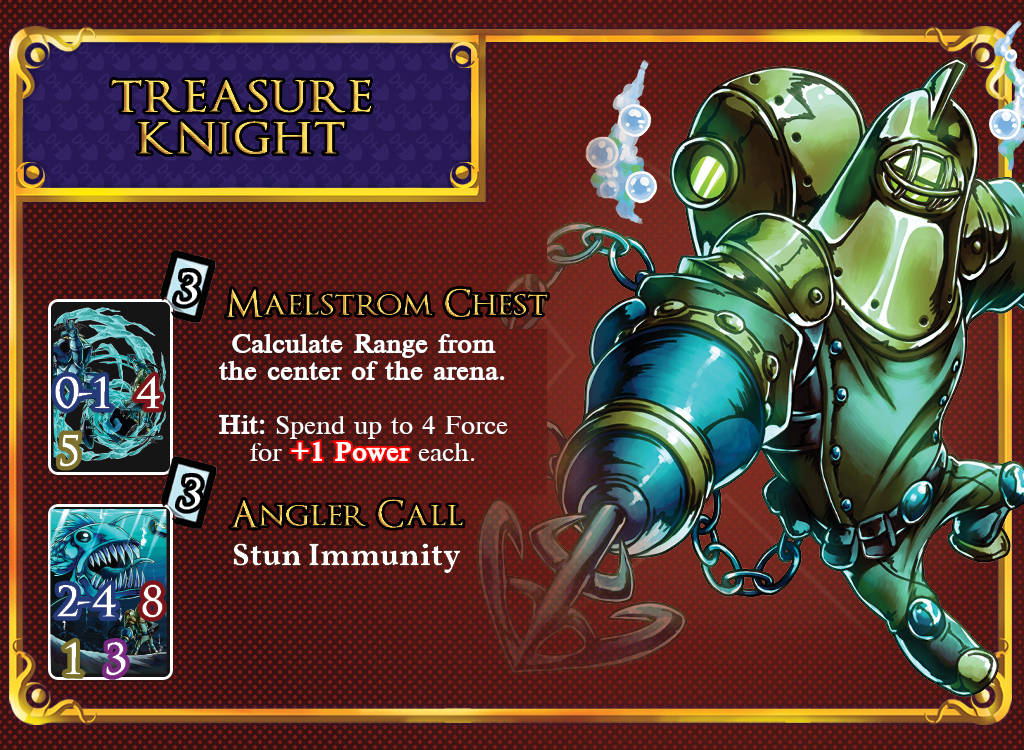 TREASURE
KNIGHT
3
MAELSTROM CHEST
Calculate Range from
the center of the arena.
0-1 4
Hit: Spend up to 4 Force
for +1 Power each.
5
3
ANGLER CALL
Stun Immunity
2-4 8
1 3